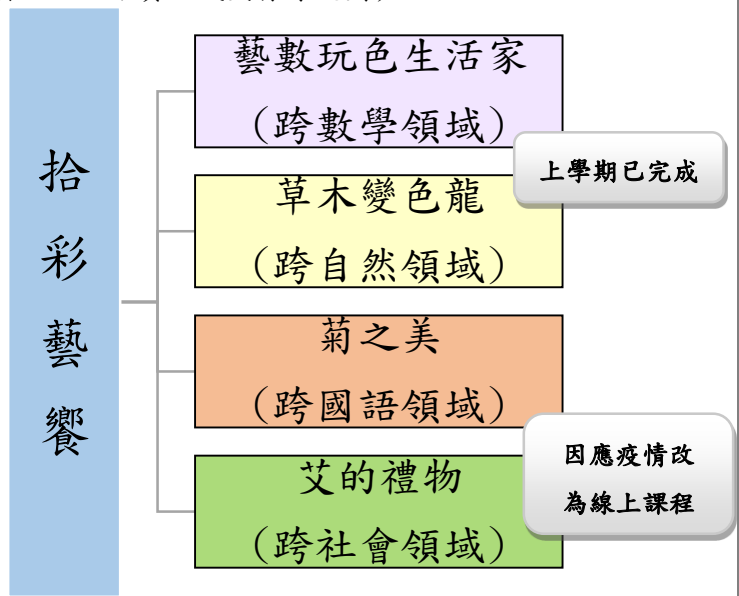 拾彩藝饗
藝數玩色生活家
(跨數學領域)
上學期已完成
草木變色龍
(跨自然領域)
菊之美
(跨國語領域)
因應疫情改
為線上課程
艾的禮物
(跨社會領域)